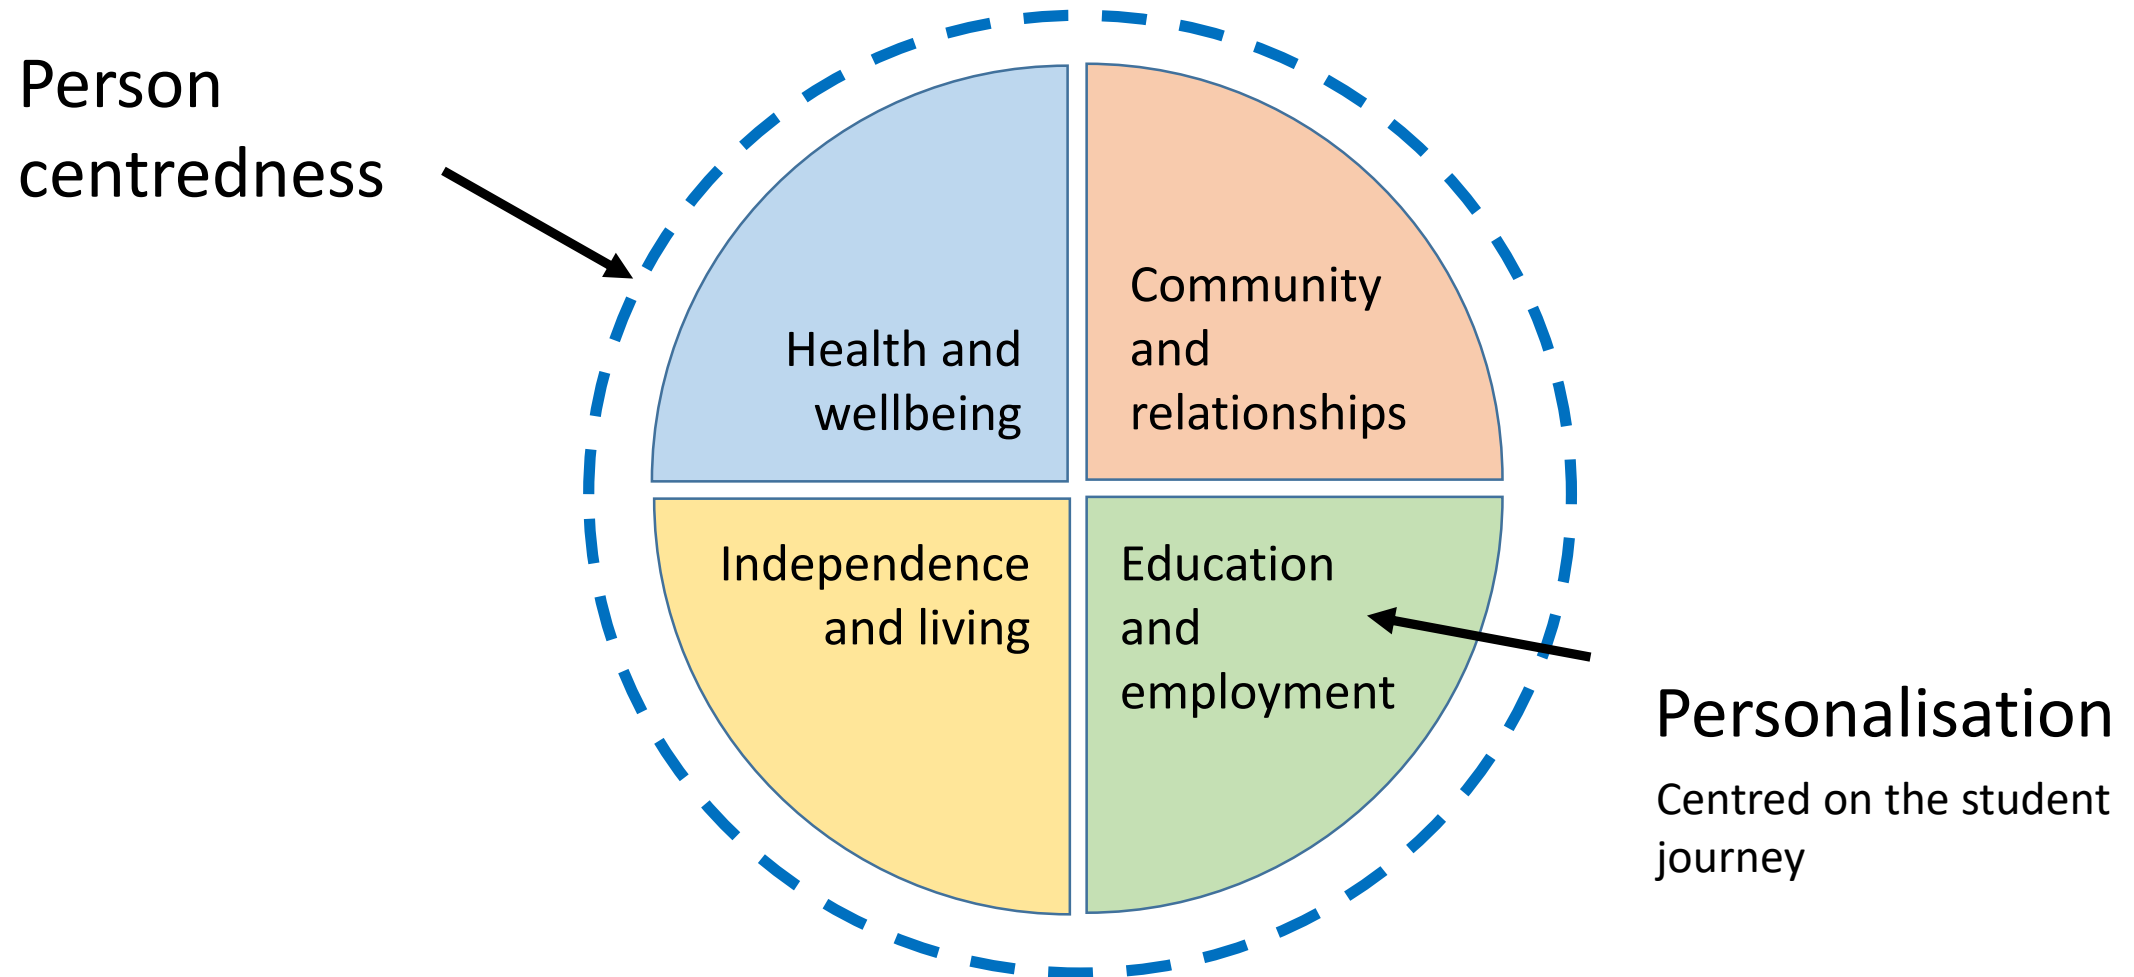 Person
centredness
Health and
wellbeing
Community
and
relationships
Independence
and living
Education
and
employment
Personalisation
Centred on the student
journey